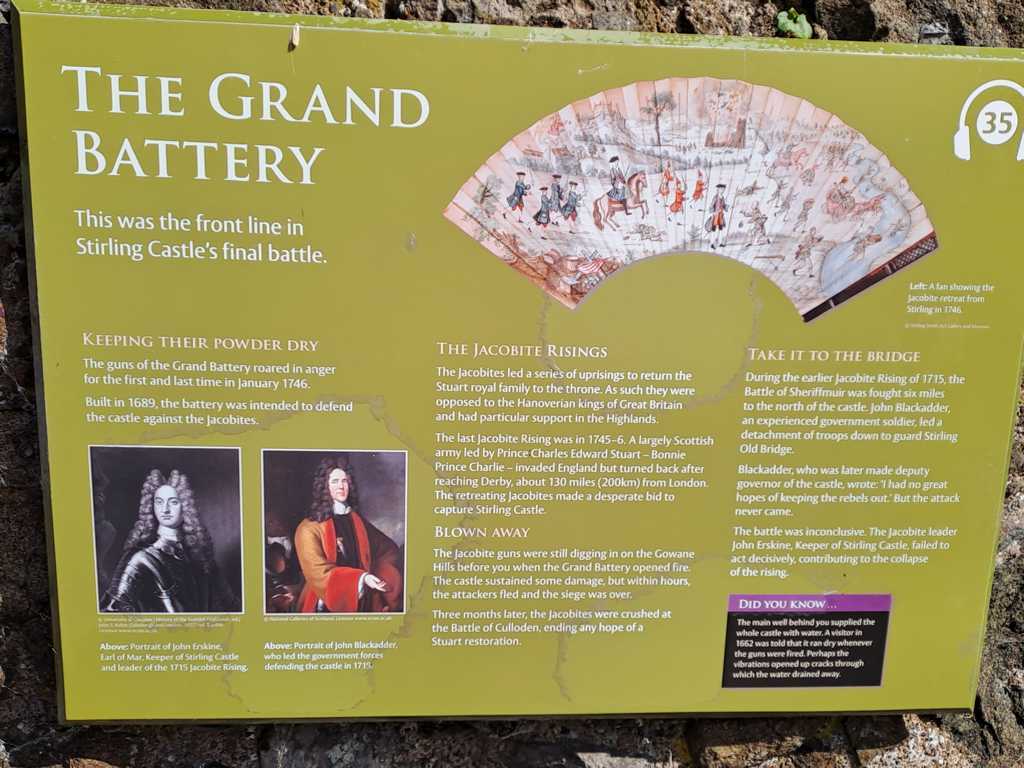 THE GRAND
BATTERY
This was the front line in
Stirling Castle's final battle.
35
Left: A fan showing the
Jacobite retreat from
Stirling in 1746.
© Stirling Smith Art Gallery and Museum
KEEPING THEIR POWDER DRY
The guns of the Grand Battery roared in anger
for the first and last time in January 1746.
Built in 1689, the battery was intended to defend
the castle against the Jacobites.
Above: Portrait of John Erskine,
Earl of Mar, Keeper of Stirling Castle
and leader of the 1715 Jacobite Rising.
© National Galleries of Scotland. Licensor www.scran.ac.uk
Above: Portrait of John Blackadder,
who led the government forces
defending the castle in 1715.
THE JACOBITE RISINGS
The Jacobites led a series of uprisings to return the
Stuart royal family to the throne. As such they were
opposed to the Hanoverian kings of Great Britain
and had particular support in the Highlands.
The last Jacobite Rising was in 1745–6. A largely Scottish
army led by Prince Charles Edward Stuart – Bonnie
Prince Charlie – invaded England but turned back after
reaching Derby, about 130 miles (200km) from London.
The retreating Jacobites made a desperate bid to
capture Stirling Castle.
BLOWN AWAY
The Jacobite guns were still digging in on the Gowane
Hills before you when the Grand Battery opened fire.
The castle sustained some damage, but within hours,
the attackers fled and the siege was over.
Three months later, the Jacobites were crushed at
the Battle of Culloden, ending any hope of a
Stuart restoration.
TAKE IT TO THE BRIDGE
During the earlier Jacobite Rising of 1715, the
Battle of Sheriffmuir was fought six miles
to the north of the castle. John Blackadder,
an experienced government soldier, led a
detachment of troops down to guard Stirling
Old Bridge.
Blackadder, who was later made deputy
governor of the castle, wrote: 'I had no great
hopes of keeping the rebels out.' But the attack
never came.
The battle was inconclusive. The Jacobite leader
John Erskine, Keeper of Stirling Castle, failed to
act decisively, contributing to the collapse
of the rising.
DID YOU KNOW...
The main well behind you supplied the
whole castle with water. A visitor in
1662 was told that it ran dry whenever
the guns were fired. Perhaps the
vibrations opened up cracks through
which the water drained away.